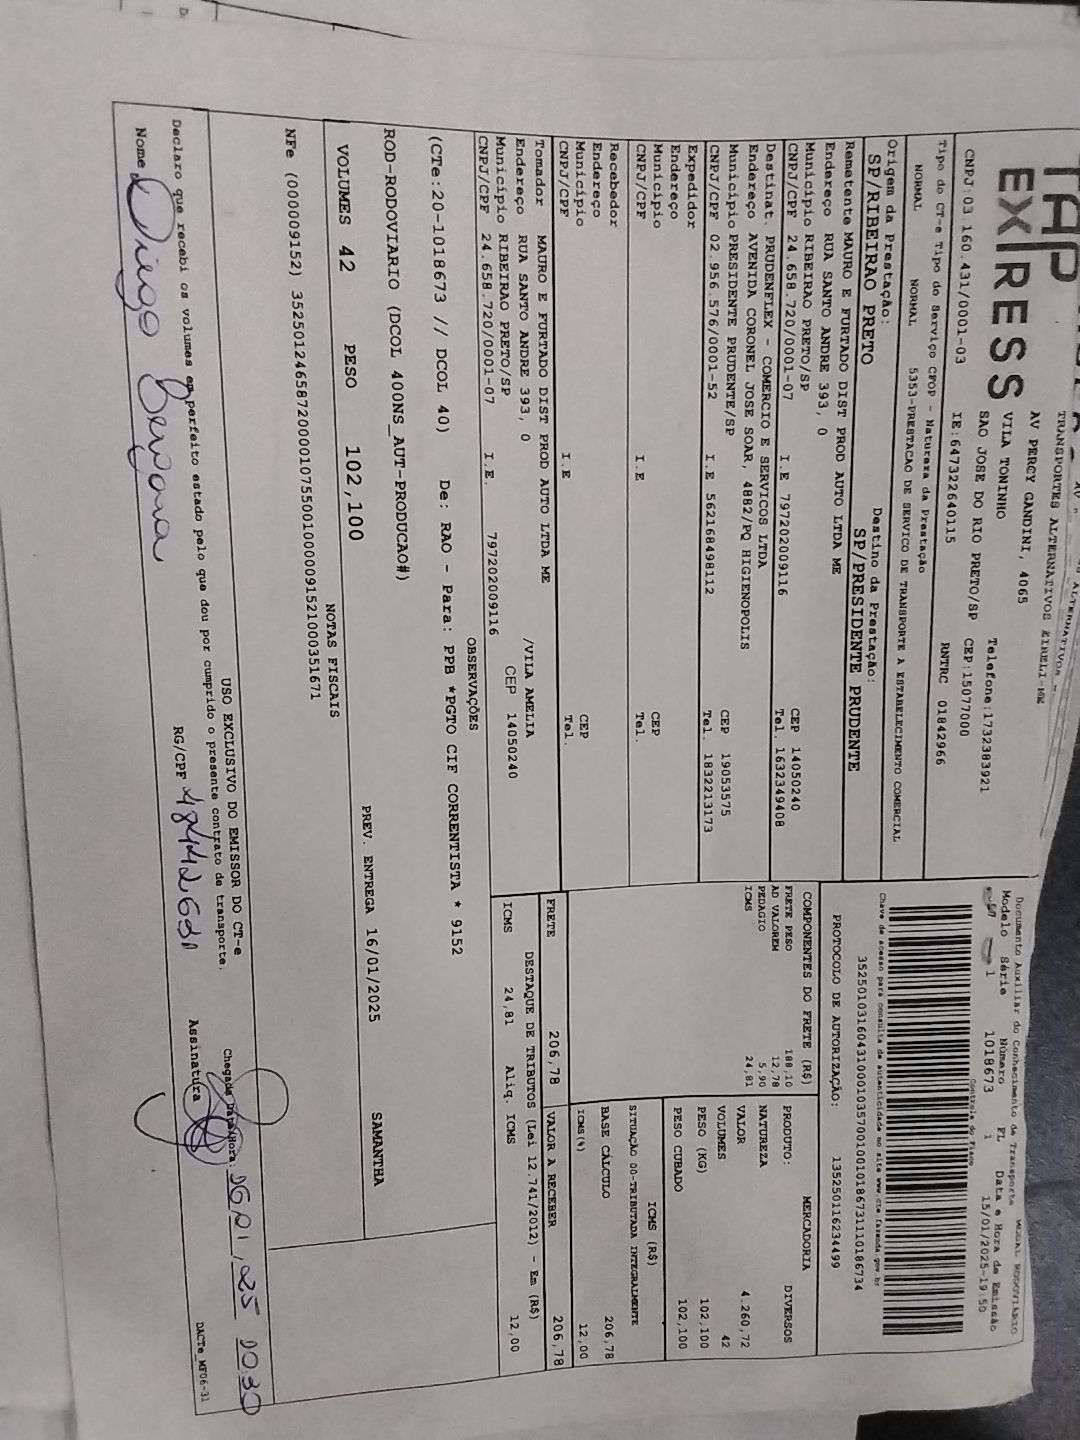 TAP
EXPRESS
TRANSPORTES ALTERNATIVOS EIRELI-ME
AV PERCY GANDINI, 4065
VILA TONINHO
SAO JOSE DO RIO PRETO/SP CEP:15077000
Telefone:1732383921
CNPJ:03 160.431/0001-03 IE:647322640115 RNTRC 01842966
Tipo do CT-e Tipo do Serviço CFOP - Natureza da Prestação
NORMAL NORMAL 5353-PRESTACAO DE SERVICO DE TRANSPORTE A ESTABELECIMENTO COMERCIAL
Origem da Prestação: Destino da Prestação:
SP/RIBEIRAO PRETO SP/PRESIDENTE PRUDENTE
Remetente MAURO E FURTADO DIST PROD AUTO LTDA ME
Endereço RUA SANTO ANDRE 393, 0
Município RIBEIRAO PRETO/SP CEP 14050240
CNPJ/CPF 24.658.720/0001-07 I.E 797202009116 Tel. 1632349408
Destinat. PRUDENFLEX - COMERCIO E SERVICOS LTDA
Endereço AVENIDA CORONEL JOSE SOAR, 4882/PQ HIGIENOPOLIS
Município PRESIDENTE PRUDENTE/SP CEP 19053575
CNPJ/CPF 02.956.576/0001-52 I.E 562168498112 Tel. 1832213173
Expedidor
Endereço
Município CEP
CNPJ/CPF I.E Tel.
Recebedor
Endereço
Município CEP
CNPJ/CPF I.E Tel.
Tomador MAURO E FURTADO DIST PROD AUTO LTDA ME
Endereço RUA SANTO ANDRE 393, 0 /VILA AMELIA
Município RIBEIRAO PRETO/SP CEP 14050240
CNPJ/CPF 24.658.720/0001-07 I.E. 797202009116
Documento Auxiliar do Conhecimento de Transporte MODAL RODOVIARIO
Modelo Série Número FL Data e Hora de Emissão
1 1018673 1 15/01/2025-19:50
Controle do Fisco
Chave de acesso para consulta de autenticidade no site www.cte.fazenda.gov.br
35250103160431000103570010010186731110186734
PROTOCOLO DE AUTORIZAÇÃO: 135250116234499
COMPONENTES DO FRETE (R$)
FRETE PESO 188,10
AD VALOREM 12,78
PEDAGIO 5,90
ICMS 24,81
PRODUTO: MERCADORIA
NATUREZA DIVERSOS
VALOR 4.260,72
VOLUMES 42
PESO (KG) 102,100
PESO CUBADO 102,100
ICMS (R$)
SITUAÇÃO 00-TRIBUTADA INTEGRALMENTE
BASE CÁLCULO 206,78
ICMS(%) 12,00
FRETE 206,78 VALOR A RECEBER 206,78
DESTAQUE DE TRIBUTOS (Lei 12.741/2012) - Em (R$)
ICMS 24,81 Aliq. ICMS 12,00
OBSERVAÇÕES
(CTe:20-1018673 // DCOL 40) De: RAO - Para: PPB *PGTO CIF CORRENTISTA * 9152
ROD-RODOVIARIO (DCOL 400NS_AUT-PRODUCAO#)
PREV. ENTREGA 16/01/2025 SAMANTHA
VOLUMES 42 PESO 102,100
NOTAS FISCAIS
NFe (000009152) 35250124658720000107550010000091521000351671
USO EXCLUSIVO DO EMISSOR DO CT-e
Declaro que recebi os volumes em perfeito estado pelo que dou por cumprido o presente contrato de transporte.
Chegada Data/Hora:
Nome Diego RG/CPF Assinatura
DACTe_MF06-31